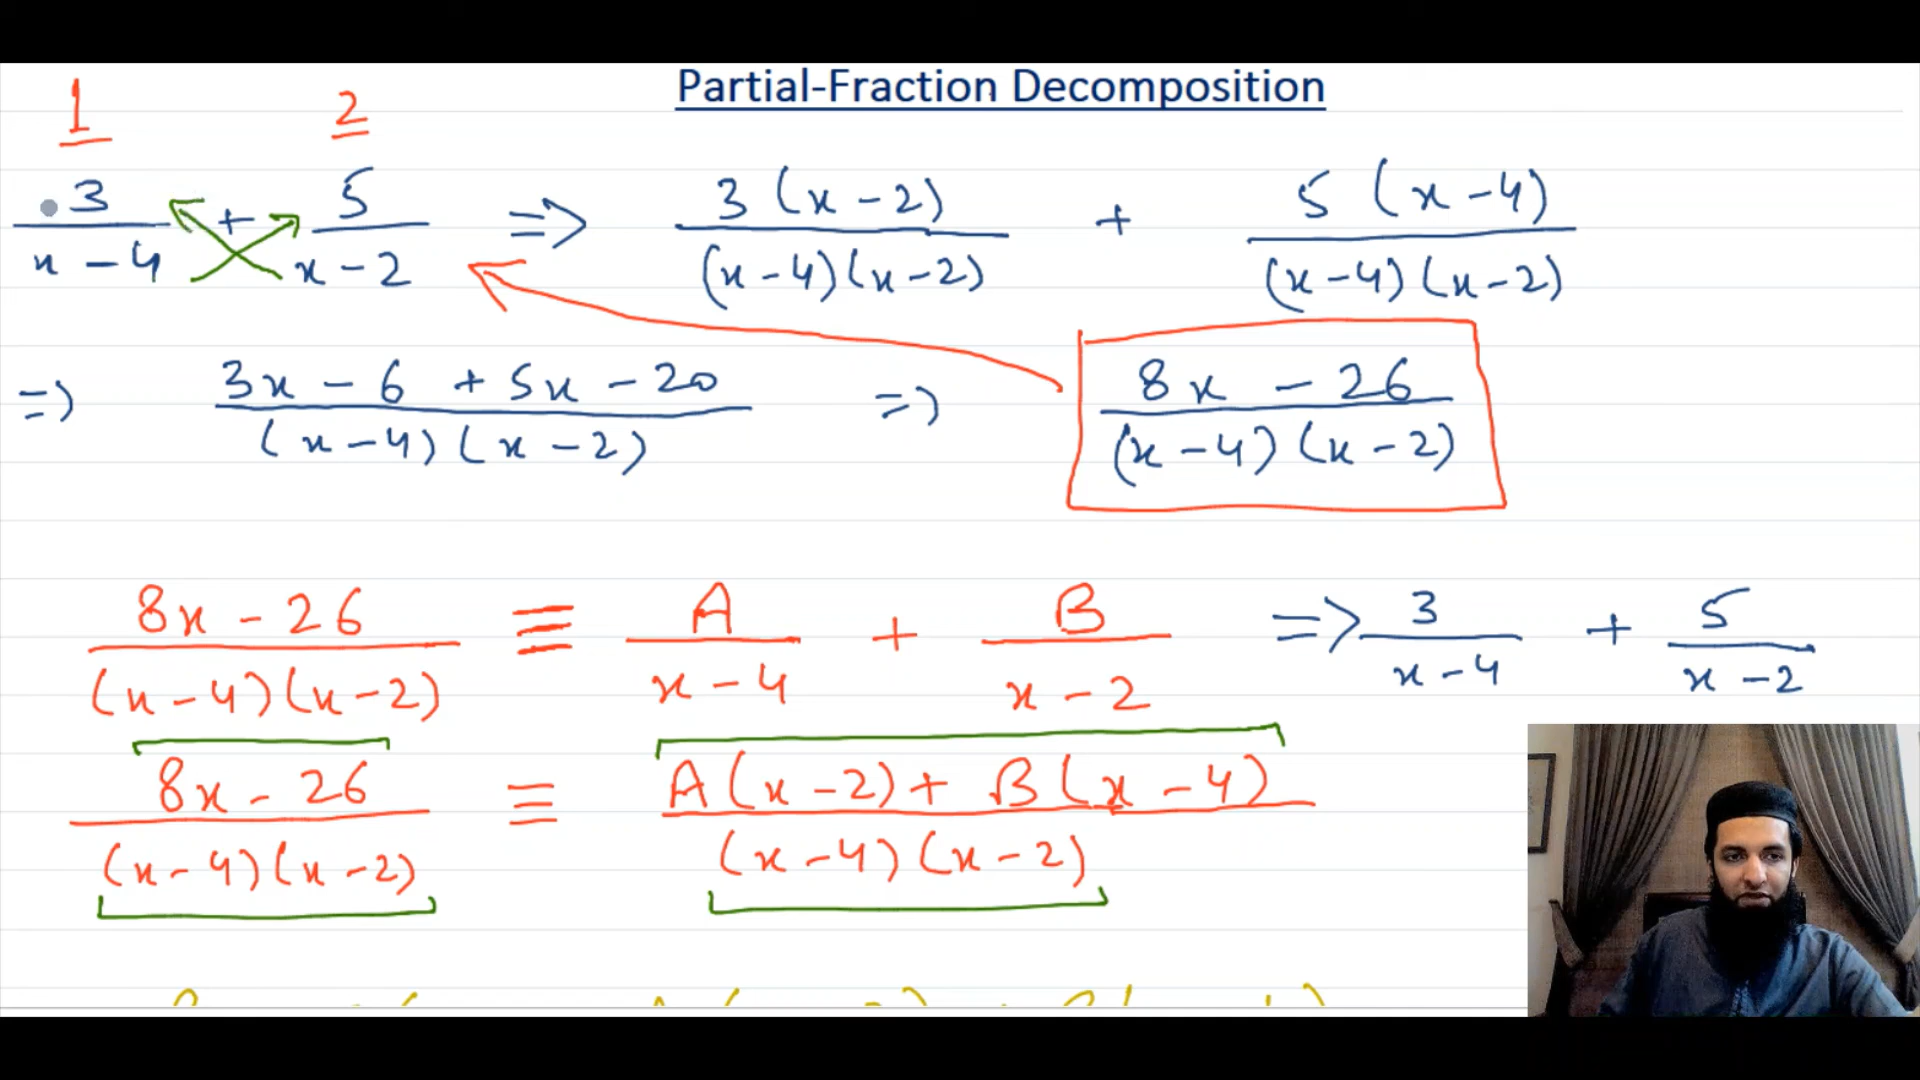 Partial-Fraction Decomposition
1 2
3/(x-4) + 5/(x-2) => 3(x-2)/((x-4)(x-2)) + 5(x-4)/((x-4)(x-2))
=> (3x-6+5x-20)/((x-4)(x-2)) => (8x-26)/((x-4)(x-2))
(8x-26)/((x-4)(x-2)) ≡ A/(x-4) + B/(x-2) => 3/(x-4) + 5/(x-2)
(8x-26)/((x-4)(x-2)) ≡ (A(x-2)+B(x-4))/((x-4)(x-2))